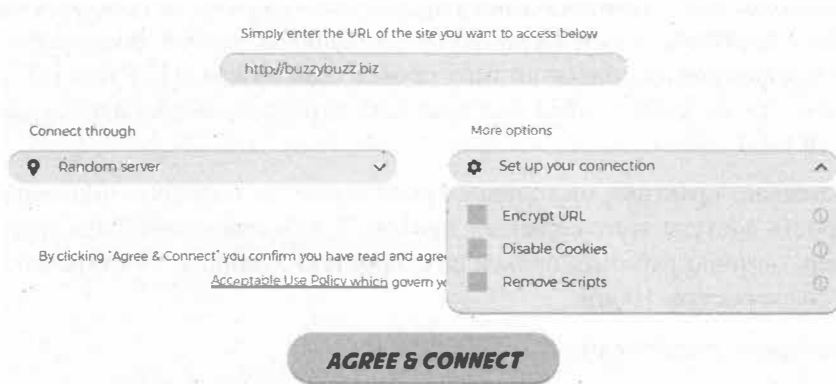 Simply enter the URL of the site you want to access below
http://buzzybuzz.biz
Connect through
More options
Random server
Set up your connection
Encrypt URL
Disable Cookies
Remove Scripts
By clicking "Agree & Connect" you confirm you have read and agre
Acceptable Use Policy which govern y
AGREE & CONNECT